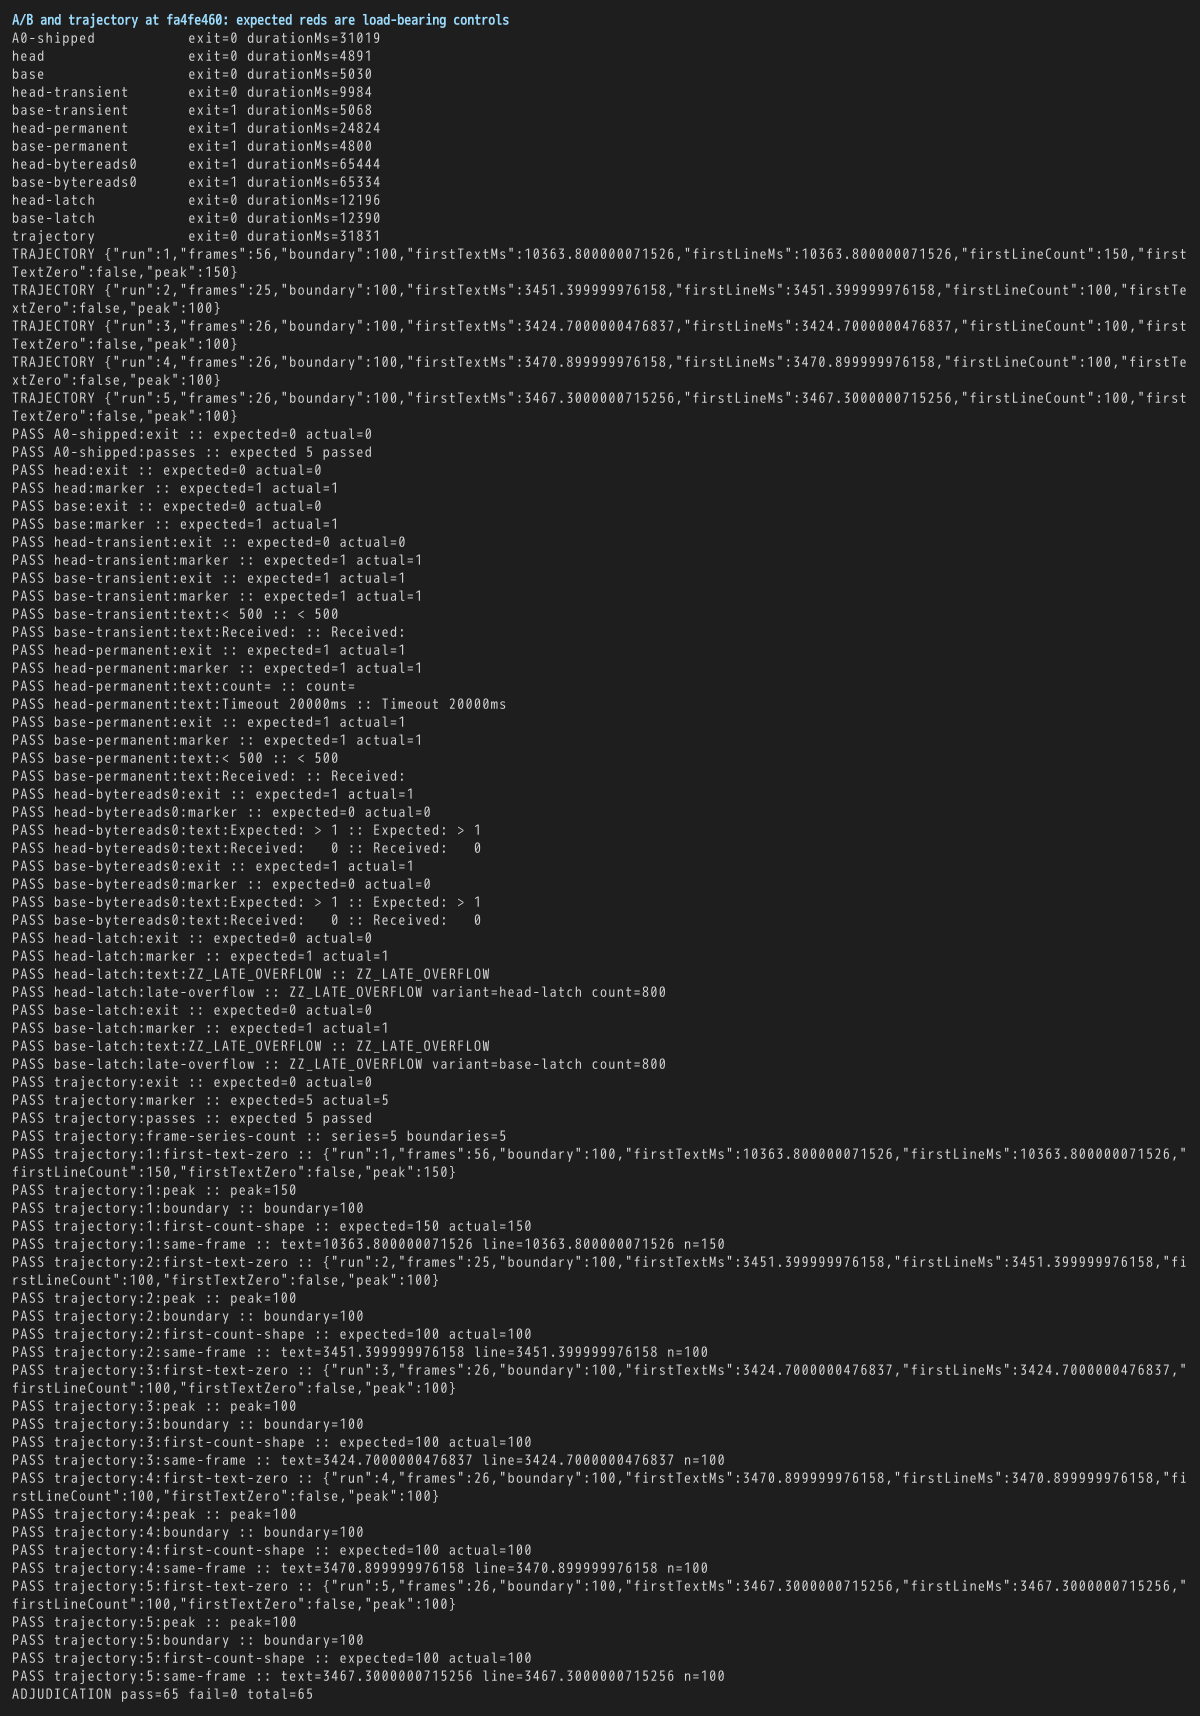 A/B and trajectory at fa4fe460: expected reds are load-bearing controls
A0-shipped           exit=0 durationMs=31019
head                 exit=0 durationMs=4891
base                 exit=0 durationMs=5030
head-transient       exit=0 durationMs=9984
base-transient       exit=1 durationMs=5068
head-permanent       exit=1 durationMs=24824
base-permanent       exit=1 durationMs=4800
head-bytereads0      exit=1 durationMs=65444
base-bytereads0      exit=1 durationMs=65334
head-latch           exit=0 durationMs=12196
base-latch           exit=0 durationMs=12390
trajectory           exit=0 durationMs=31831
TRAJECTORY {"run":1,"frames":56,"boundary":100,"firstTextMs":10363.800000071526,"firstLineMs":10363.800000071526,"firstLineCount":150,"first
TextZero":false,"peak":150}
TRAJECTORY {"run":2,"frames":25,"boundary":100,"firstTextMs":3451.399999976158,"firstLineMs":3451.399999976158,"firstLineCount":100,"firstTe
xtZero":false,"peak":100}
TRAJECTORY {"run":3,"frames":26,"boundary":100,"firstTextMs":3424.7000000476837,"firstLineMs":3424.7000000476837,"firstLineCount":100,"first
TextZero":false,"peak":100}
TRAJECTORY {"run":4,"frames":26,"boundary":100,"firstTextMs":3470.899999976158,"firstLineMs":3470.899999976158,"firstLineCount":100,"firstTe
xtZero":false,"peak":100}
TRAJECTORY {"run":5,"frames":26,"boundary":100,"firstTextMs":3467.3000000715256,"firstLineMs":3467.3000000715256,"firstLineCount":100,"first
TextZero":false,"peak":100}
PASS A0-shipped:exit :: expected=0 actual=0
PASS A0-shipped:passes :: expected 5 passed
PASS head:exit :: expected=0 actual=0
PASS head:marker :: expected=1 actual=1
PASS base:exit :: expected=0 actual=0
PASS base:marker :: expected=1 actual=1
PASS head-transient:exit :: expected=0 actual=0
PASS head-transient:marker :: expected=1 actual=1
PASS base-transient:exit :: expected=1 actual=1
PASS base-transient:marker :: expected=1 actual=1
PASS base-transient:text:< 500 :: < 500
PASS base-transient:text:Received: :: Received:
PASS head-permanent:exit :: expected=1 actual=1
PASS head-permanent:marker :: expected=1 actual=1
PASS head-permanent:text:count= :: count=
PASS head-permanent:text:Timeout 20000ms :: Timeout 20000ms
PASS base-permanent:exit :: expected=1 actual=1
PASS base-permanent:marker :: expected=1 actual=1
PASS base-permanent:text:< 500 :: < 500
PASS base-permanent:text:Received: :: Received:
PASS head-bytereads0:exit :: expected=1 actual=1
PASS head-bytereads0:marker :: expected=0 actual=0
PASS head-bytereads0:text:Expected: > 1 :: Expected: > 1
PASS head-bytereads0:text:Received:   0 :: Received:   0
PASS base-bytereads0:exit :: expected=1 actual=1
PASS base-bytereads0:marker :: expected=0 actual=0
PASS base-bytereads0:text:Expected: > 1 :: Expected: > 1
PASS base-bytereads0:text:Received:   0 :: Received:   0
PASS head-latch:exit :: expected=0 actual=0
PASS head-latch:marker :: expected=1 actual=1
PASS head-latch:text:ZZ_LATE_OVERFLOW :: ZZ_LATE_OVERFLOW
PASS head-latch:late-overflow :: ZZ_LATE_OVERFLOW variant=head-latch count=800
PASS base-latch:exit :: expected=0 actual=0
PASS base-latch:marker :: expected=1 actual=1
PASS base-latch:text:ZZ_LATE_OVERFLOW :: ZZ_LATE_OVERFLOW
PASS base-latch:late-overflow :: ZZ_LATE_OVERFLOW variant=base-latch count=800
PASS trajectory:exit :: expected=0 actual=0
PASS trajectory:marker :: expected=5 actual=5
PASS trajectory:passes :: expected 5 passed
PASS trajectory:frame-series-count :: series=5 boundaries=5
PASS trajectory:1:first-text-zero :: {"run":1,"frames":56,"boundary":100,"firstTextMs":10363.800000071526,"firstLineMs":10363.800000071526,"
firstLineCount":150,"firstTextZero":false,"peak":150}
PASS trajectory:1:peak :: peak=150
PASS trajectory:1:boundary :: boundary=100
PASS trajectory:1:first-count-shape :: expected=150 actual=150
PASS trajectory:1:same-frame :: text=10363.800000071526 line=10363.800000071526 n=150
PASS trajectory:2:first-text-zero :: {"run":2,"frames":25,"boundary":100,"firstTextMs":3451.399999976158,"firstLineMs":3451.399999976158,"fi
rstLineCount":100,"firstTextZero":false,"peak":100}
PASS trajectory:2:peak :: peak=100
PASS trajectory:2:boundary :: boundary=100
PASS trajectory:2:first-count-shape :: expected=100 actual=100
PASS trajectory:2:same-frame :: text=3451.399999976158 line=3451.399999976158 n=100
PASS trajectory:3:first-text-zero :: {"run":3,"frames":26,"boundary":100,"firstTextMs":3424.7000000476837,"firstLineMs":3424.7000000476837,"
firstLineCount":100,"firstTextZero":false,"peak":100}
PASS trajectory:3:peak :: peak=100
PASS trajectory:3:boundary :: boundary=100
PASS trajectory:3:first-count-shape :: expected=100 actual=100
PASS trajectory:3:same-frame :: text=3424.7000000476837 line=3424.7000000476837 n=100
PASS trajectory:4:first-text-zero :: {"run":4,"frames":26,"boundary":100,"firstTextMs":3470.899999976158,"firstLineMs":3470.899999976158,"fi
rstLineCount":100,"firstTextZero":false,"peak":100}
PASS trajectory:4:peak :: peak=100
PASS trajectory:4:boundary :: boundary=100
PASS trajectory:4:first-count-shape :: expected=100 actual=100
PASS trajectory:4:same-frame :: text=3470.899999976158 line=3470.899999976158 n=100
PASS trajectory:5:first-text-zero :: {"run":5,"frames":26,"boundary":100,"firstTextMs":3467.3000000715256,"firstLineMs":3467.3000000715256,"
firstLineCount":100,"firstTextZero":false,"peak":100}
PASS trajectory:5:peak :: peak=100
PASS trajectory:5:boundary :: boundary=100
PASS trajectory:5:first-count-shape :: expected=100 actual=100
PASS trajectory:5:same-frame :: text=3467.3000000715256 line=3467.3000000715256 n=100
ADJUDICATION pass=65 fail=0 total=65